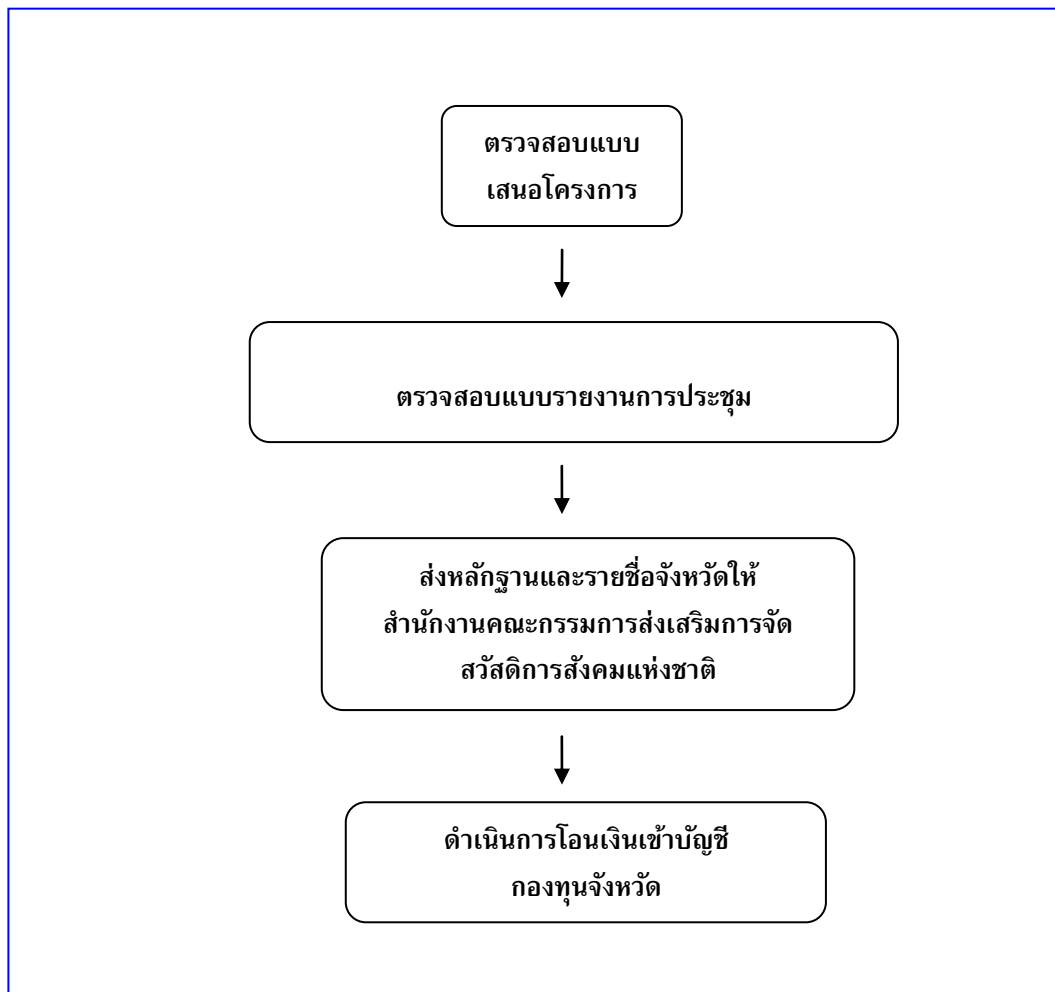 ตรวจสอบแบบ
เสนอโครงการ
ตรวจสอบแบบรายงานการประชุม
ส่งหลักฐานและรายชื่อจังหวัดให้
สำนักงานคณะกรรมการส่งเสริมการจัด
สวัสดิการสังคมแห่งชาติ
ดำเนินการโอนเงินเข้าบัญชี
กองทุนจังหวัด